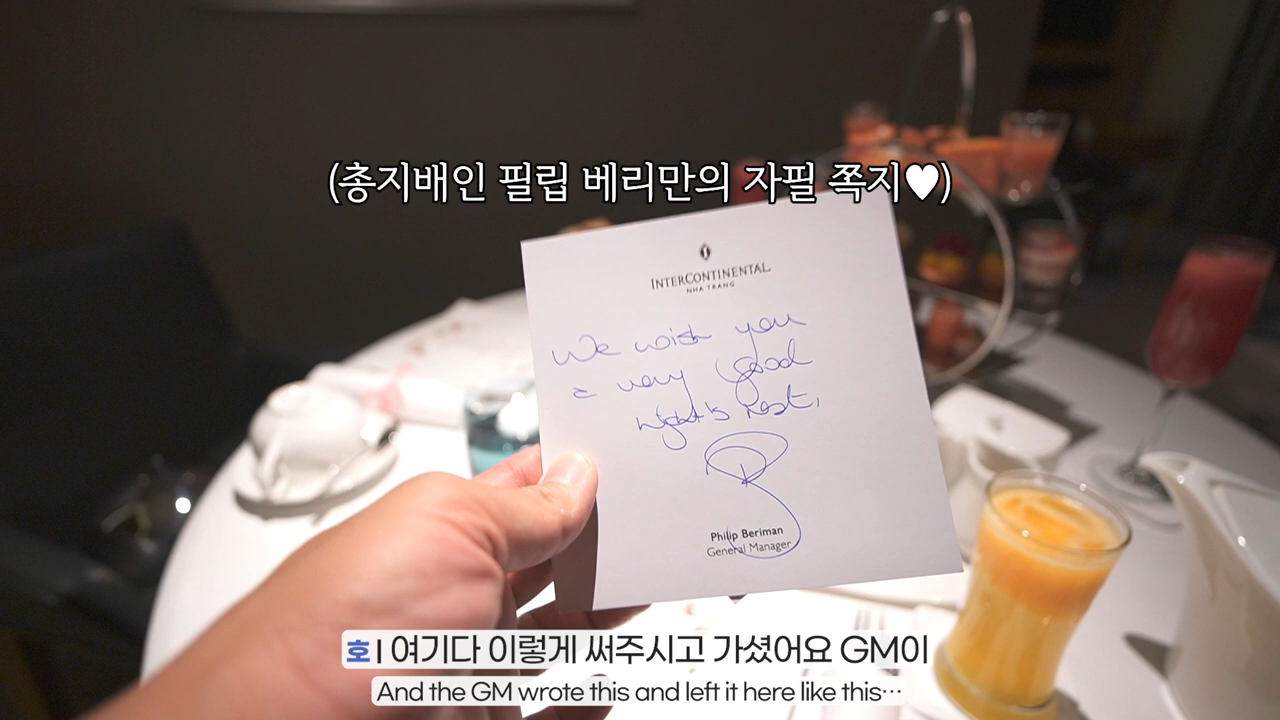 (총지배인 필립 베리만의 자필 쪽지♥)
INTERCONTINENTAL
NHA TRANG
We wish you
a very good
night's rest,
Philip Beriman
General Manager
호 | 여기다 이렇게 써주시고 가셨어요 GM이
And the GM wrote this and left it here like this…